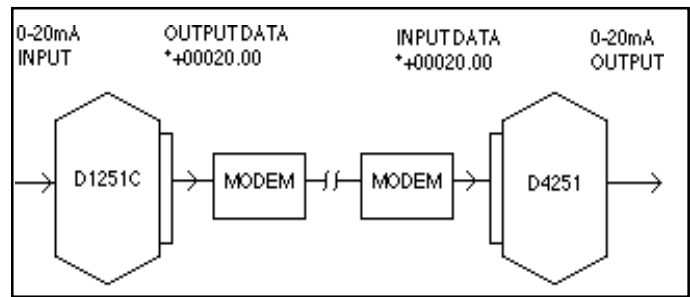 0-20mA
INPUT
OUTPUT DATA
*+00020.00
INPUT DATA
*+00020.00
0-20mA
OUTPUT
D1251C
MODEM
MODEM
D4251